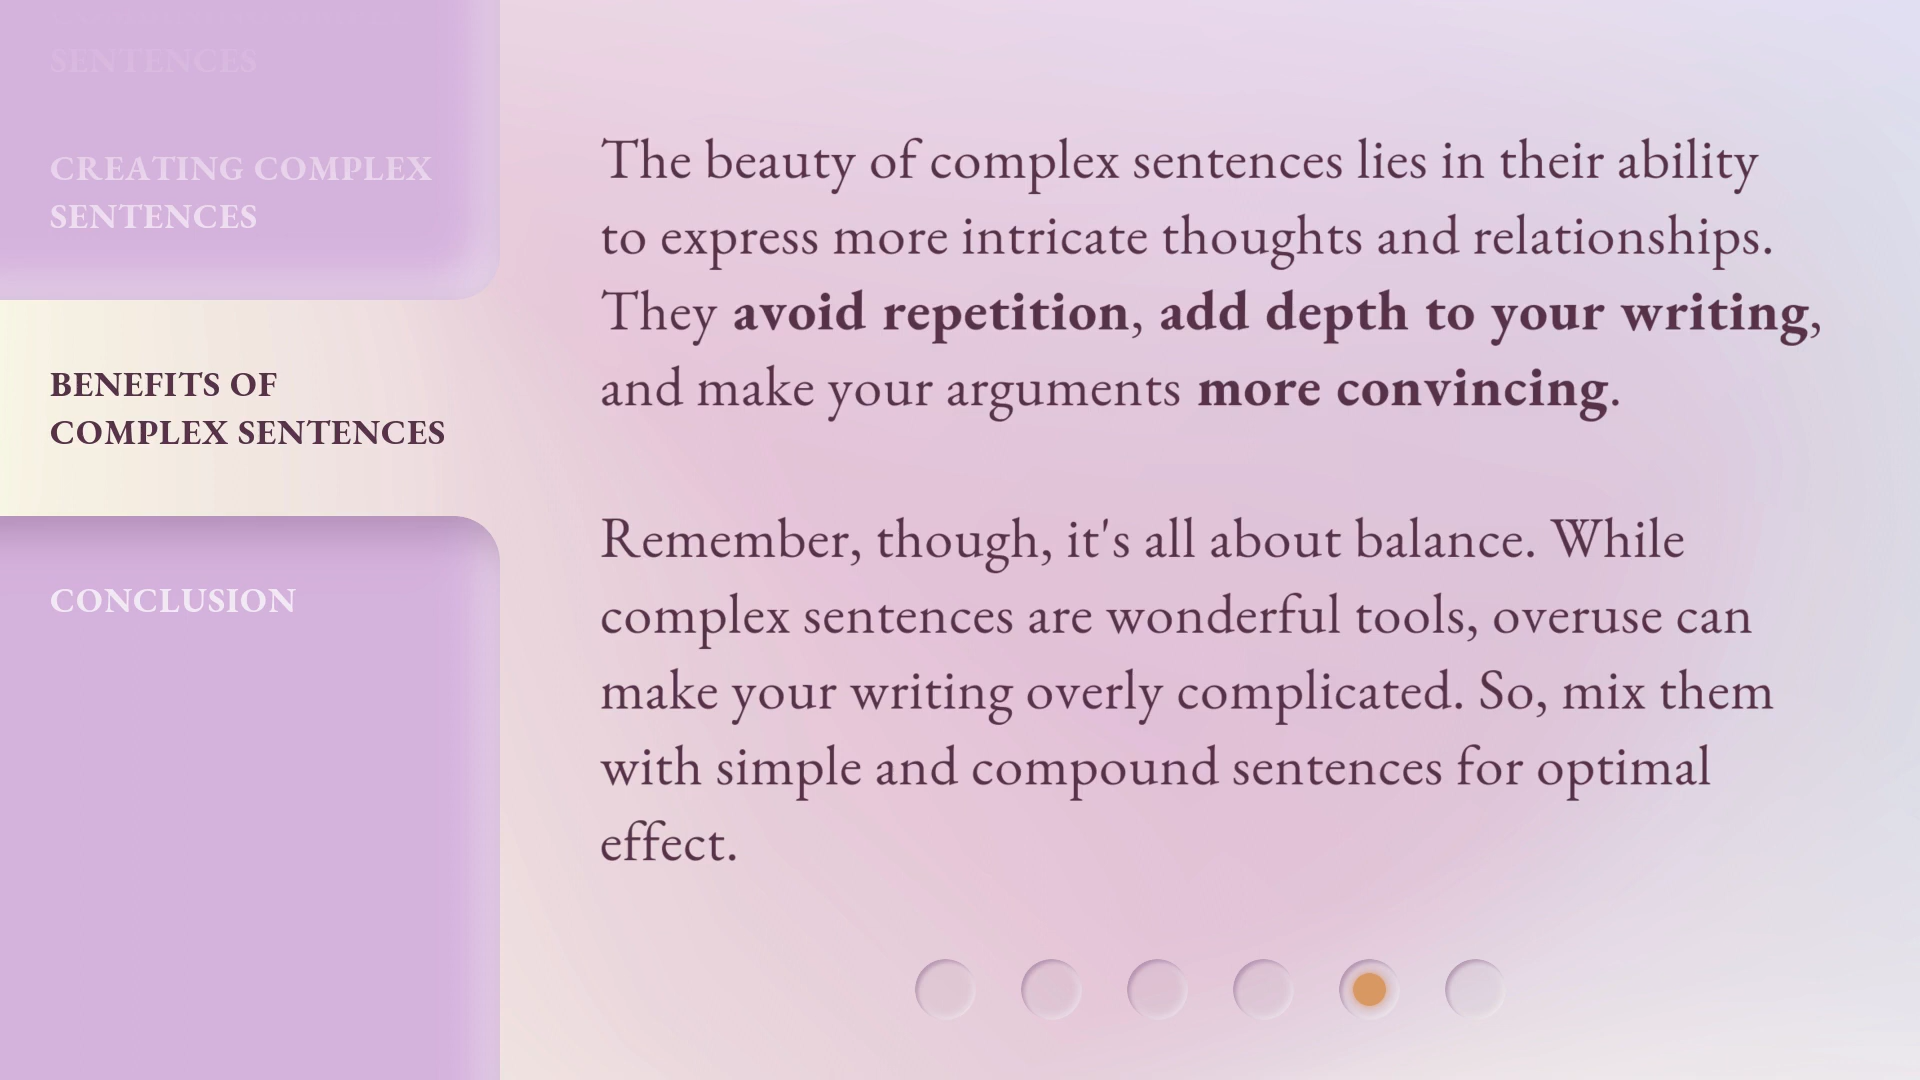 SENTENCES
CREATING COMPLEX
SENTENCES
BENEFITS OF
COMPLEX SENTENCES
CONCLUSION
The beauty of complex sentences lies in their ability
to express more intricate thoughts and relationships.
They avoid repetition, add depth to your writing,
and make your arguments more convincing.
Remember, though, it's all about balance. While
complex sentences are wonderful tools, overuse can
make your writing overly complicated. So, mix them
with simple and compound sentences for optimal
effect.